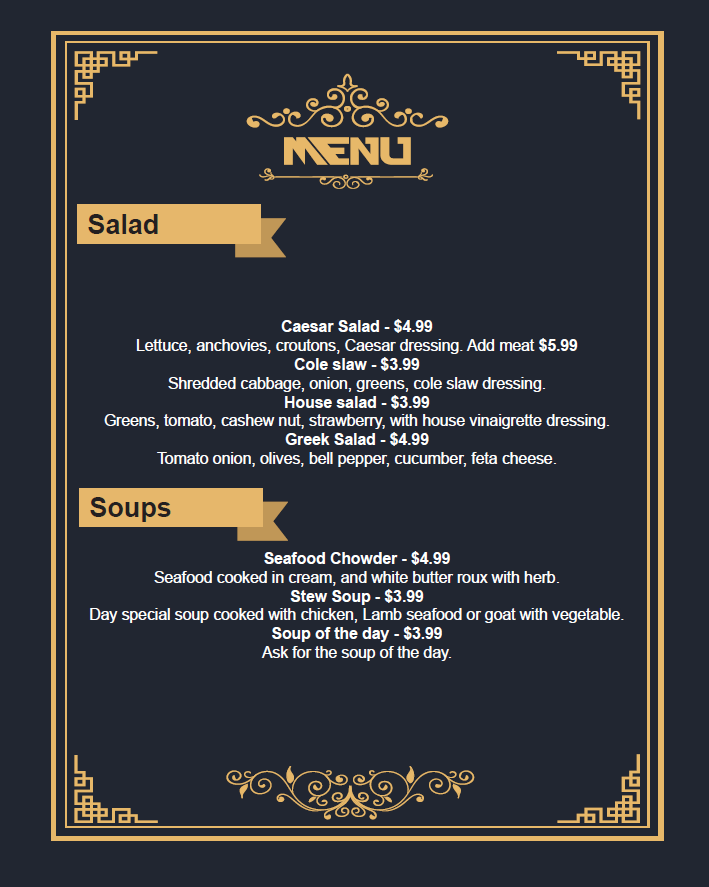 MENU
Salad
Caesar Salad - $4.99
Lettuce, anchovies, croutons, Caesar dressing. Add meat $5.99
Cole slaw - $3.99
Shredded cabbage, onion, greens, cole slaw dressing.
House salad - $3.99
Greens, tomato, cashew nut, strawberry, with house vinaigrette dressing.
Greek Salad - $4.99
Tomato onion, olives, bell pepper, cucumber, feta cheese.
Soups
Seafood Chowder - $4.99
Seafood cooked in cream, and white butter roux with herb.
Stew Soup - $3.99
Day special soup cooked with chicken, Lamb seafood or goat with vegetable.
Soup of the day - $3.99
Ask for the soup of the day.